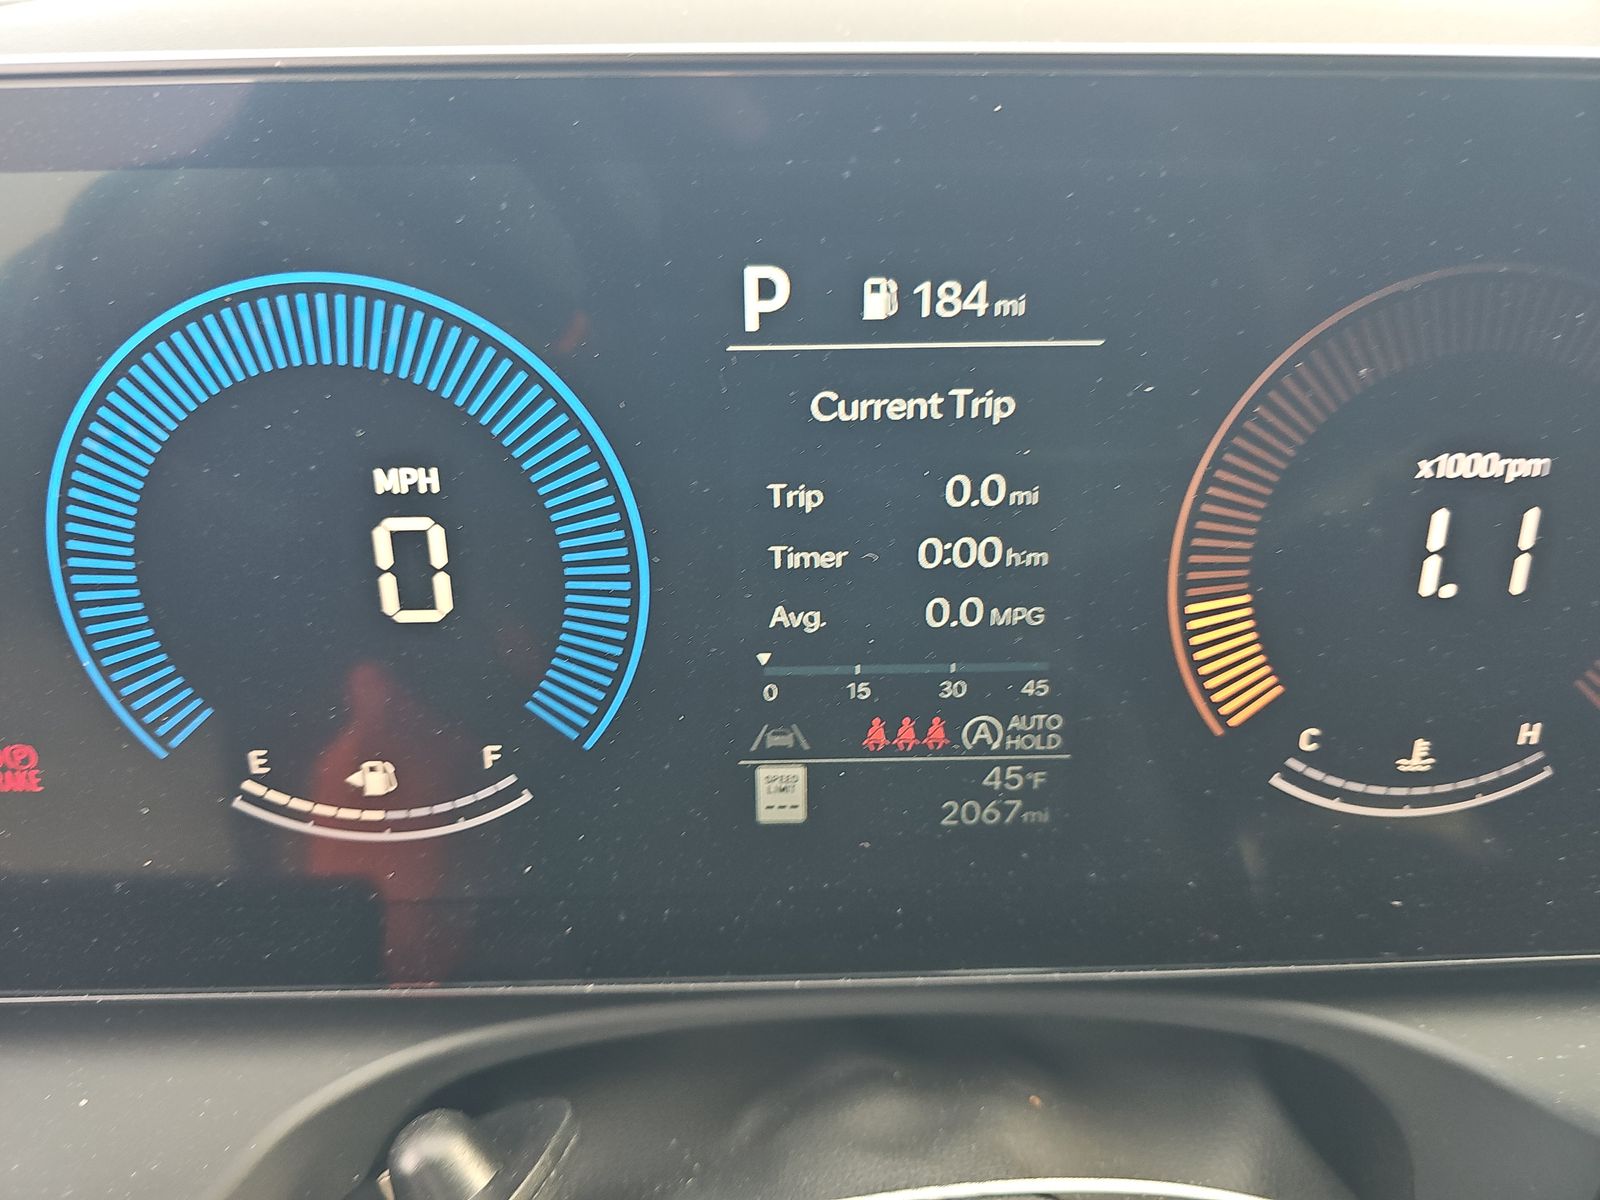 P 184 mi
Current Trip
Trip 0.0 mi
Timer 0:00 h:m
Avg. 0.0 MPG
0 15 30 45
A AUTO HOLD
SPEED LIMIT ---
45°F
2067 mi
MPH
0
E F
x1000rpm
1.1
C H
P